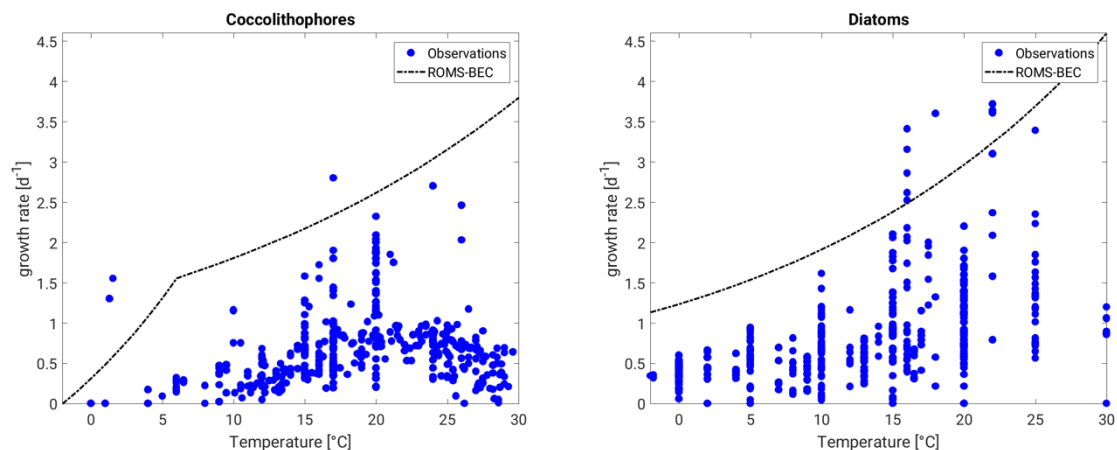 Coccolithophores
4.5
4
3.5
3
2.5
2
1.5
1
0.5
0
growth rate [d⁻¹]
Observations
ROMS-BEC
0 5 10 15 20 25 30
Temperature [°C]
Diatoms
4.5
4
3.5
3
2.5
2
1.5
1
0.5
0
growth rate [d⁻¹]
Observations
ROMS-BEC
0 5 10 15 20 25 30
Temperature [°C]